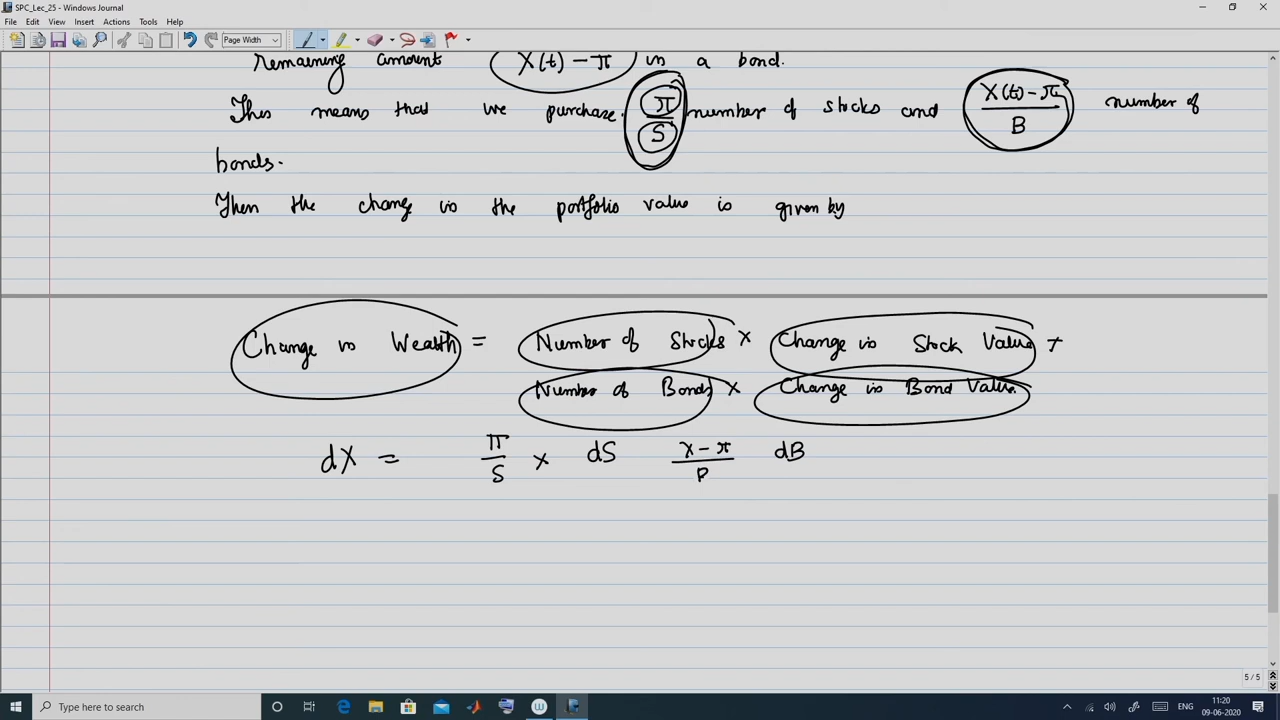 SPC_Lec_25 - Windows Journal
File Edit View Insert Actions Tools Help
Page Width
Remaining amount X(t) - π in a bond.
This means that we purchase π/S number of stocks and (X(t) - π)/B number of
bonds.
Then the change in the portfolio value is given by
Change in Wealth = Number of Stocks × Change in Stock Value +
Number of Bonds × Change in Bond Value
dX = π/S × dS (X - π)/B dB
5 / 5
Type here to search
ENG
11:20
09-06-2020